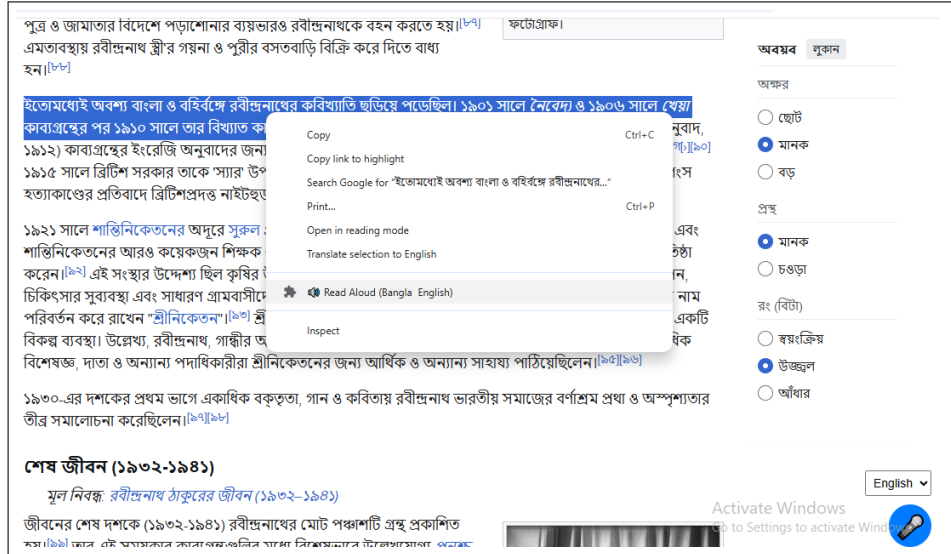 পুত্র ও জামাতার বিদেশে পড়াশোনার ব্যয়ভারও রবীন্দ্রনাথকে বহন করতে হয়।[৮৭]
এমতাবস্থায় রবীন্দ্রনাথ স্ত্রী'র গয়না ও পুরীর বসতবাড়ি বিক্রি করে দিতে বাধ্য
হন।[৮৮]
ফটোগ্রাফ।
ইতোমধ্যেই অবশ্য বাংলা ও বহির্বঙ্গে রবীন্দ্রনাথের কবিখ্যাতি ছড়িয়ে পড়েছিল। ১৯০১ সালে নৈবেদ্য ও ১৯০৬ সালে খেয়া
কাব্যগ্রন্থের পর ১৯১০ সালে তার বিখ্যাত
১৯১২) কাব্যগ্রন্থের ইংরেজি অনুবাদের [৯০]
১৯১৫ সালে ব্রিটিশ সরকার তাকে 'স্যার'
হত্যাকাণ্ডের প্রতিবাদে ব্রিটিশপ্রদত্ত
১৯২১ সালে শান্তিনিকেতনের অদূরে সুরুল এবং
শান্তিনিকেতনের আরও কয়েকজন শিক্ষক
করেন।[৯২] এই সংস্থার উদ্দেশ্য ছিল কৃষির
চিকিৎসার সুব্যবস্থা এবং সাধারণ নাম
পরিবর্তন করে রাখেন "শ্রীনিকেতন"।[৯৩] একটি
বিকল্প ব্যবস্থা। উল্লেখ্য, রবীন্দ্রনাথ, গান্ধীর
বিশেষজ্ঞ, দাতা ও অন্যান্য পদাধিকারীরা শ্রীনিকেতনের জন্য আর্থিক ও অন্যান্য সাহায্য পাঠিয়েছিলেন।[৯৫][৯৬]
১৯৩০-এর দশকের প্রথম ভাগে একাধিক বক্তৃতা, গান ও কবিতায় রবীন্দ্রনাথ ভারতীয় সমাজের বর্ণাশ্রম প্রথা ও অস্পৃশ্যতার
তীব্র সমালোচনা করেছিলেন।[৯৭][৯৮]
শেষ জীবন (১৯৩২-১৯৪১)
মূল নিবন্ধ: রবীন্দ্রনাথ ঠাকুরের জীবন (১৯৩২–১৯৪১)
জীবনের শেষ দশকে (১৯৩২-১৯৪১) রবীন্দ্রনাথের মোট পঞ্চাশটি গ্রন্থ প্রকাশিত
Copy Ctrl+C
Copy link to highlight
Search Google for "ইতোমধ্যেই অবশ্য বাংলা ও বহির্বঙ্গে রবীন্দ্রনাথের..."
Print... Ctrl+P
Open in reading mode
Translate selection to English
Read Aloud (Bangla English)
Inspect
অবয়ব লুকান
অক্ষর
ছোট
মানক
বড়
প্রস্থ
মানক
চওড়া
রং (বিটা)
স্বয়ংক্রিয়
উজ্জ্বল
আঁধার
English
Activate Windows
Go to Settings to activate